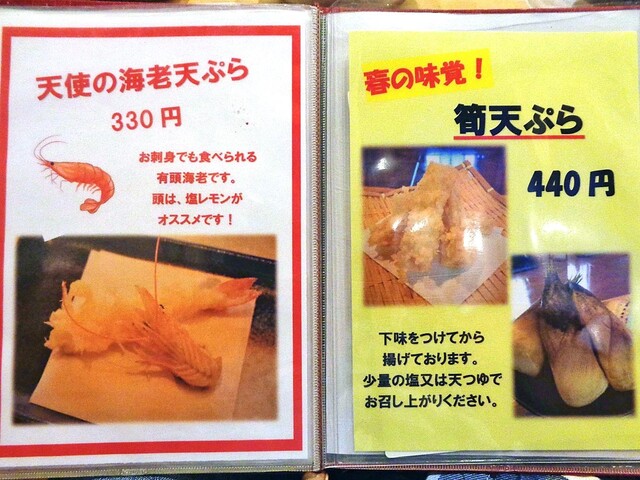 天使の海老天ぷら
330円
お刺身でも食べられる
有頭海老です。
頭は、塩レモンが
オススメです！
春の味覚！
筍天ぷら
440円
下味をつけてから
揚げております。
少量の塩又は天つゆで
お召し上がりください。